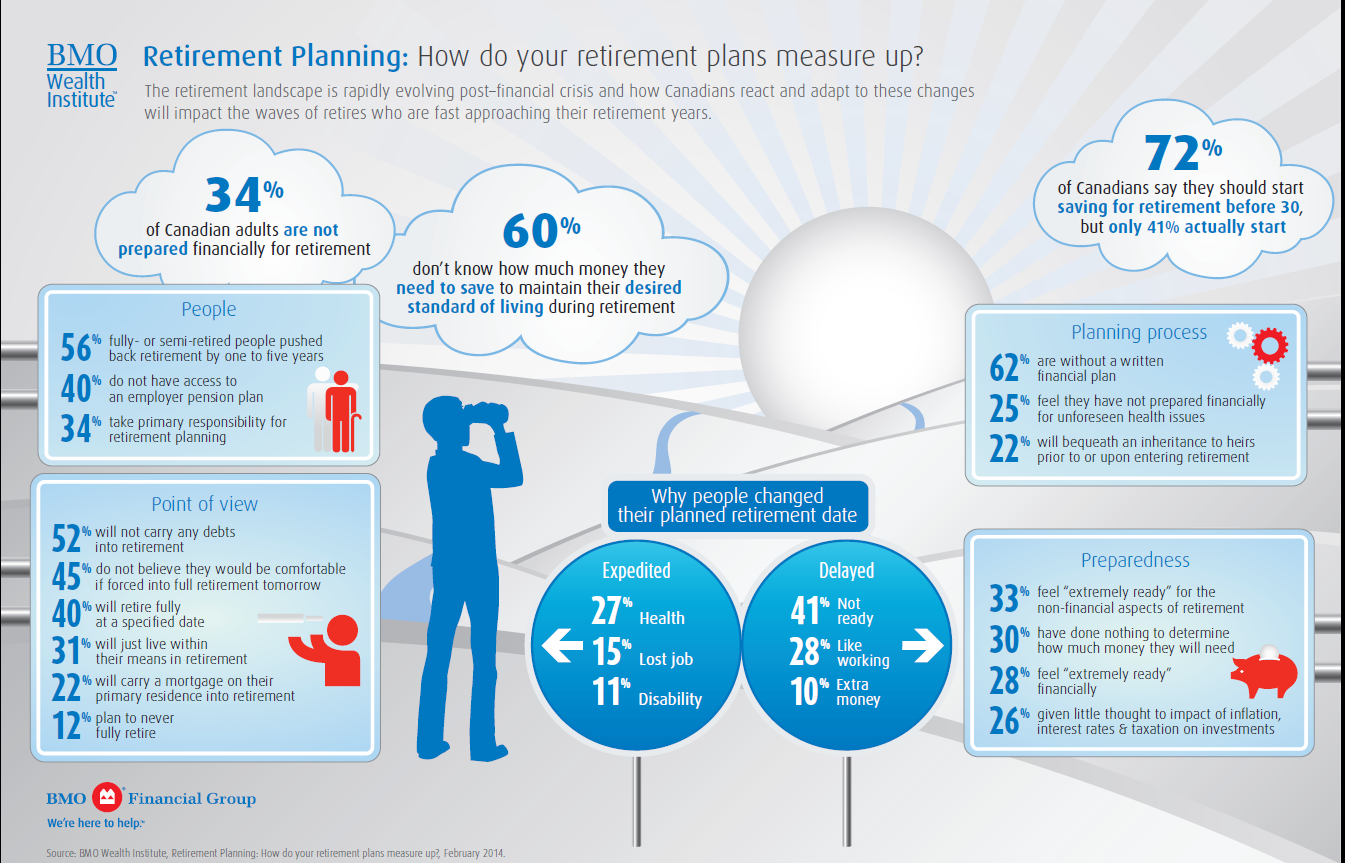 BMO
Wealth
Institute™
Retirement Planning: How do your retirement plans measure up?
The retirement landscape is rapidly evolving post–financial crisis and how Canadians react and adapt to these changes
will impact the waves of retires who are fast approaching their retirement years.
34%
of Canadian adults are not
prepared financially for retirement
60%
don't know how much money they
need to save to maintain their desired
standard of living during retirement
72%
of Canadians say they should start
saving for retirement before 30,
but only 41% actually start
People
56% fully- or semi-retired people pushed
back retirement by one to five years
40% do not have access to
an employer pension plan
34% take primary responsibility for
retirement planning
Point of view
52% will not carry any debts
into retirement
45% do not believe they would be comfortable
if forced into full retirement tomorrow
40% will retire fully
at a specified date
31% will just live within
their means in retirement
22% will carry a mortgage on their
primary residence into retirement
12% plan to never
fully retire
Why people changed
their planned retirement date
Expedited
27% Health
15% Lost job
11% Disability
Delayed
41% Not
ready
28% Like
working
10% Extra
money
Planning process
62% are without a written
financial plan
25% feel they have not prepared financially
for unforeseen health issues
22% will bequeath an inheritance to heirs
prior to or upon entering retirement
Preparedness
33% feel "extremely ready" for the
non-financial aspects of retirement
30% have done nothing to determine
how much money they will need
28% feel "extremely ready"
financially
26% given little thought to impact of inflation,
interest rates & taxation on investments
BMO Financial Group
We're here to help.™
Source: BMO Wealth Institute, Retirement Planning: How do your retirement plans measure up?, February 2014.